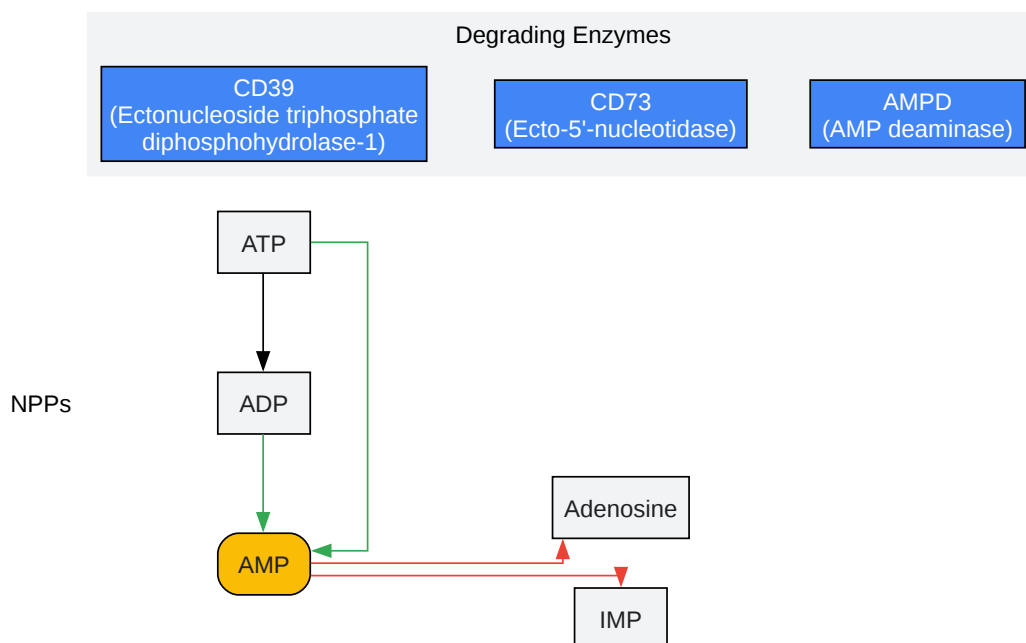 Degrading Enzymes
CD39
(Ectonucleoside triphosphate
diphosphohydrolase-1)
CD73
(Ecto-5'-nucleotidase)
AMPD
(AMP deaminase)
ATP
NPPs
ADP
Adenosine
AMP
IMP